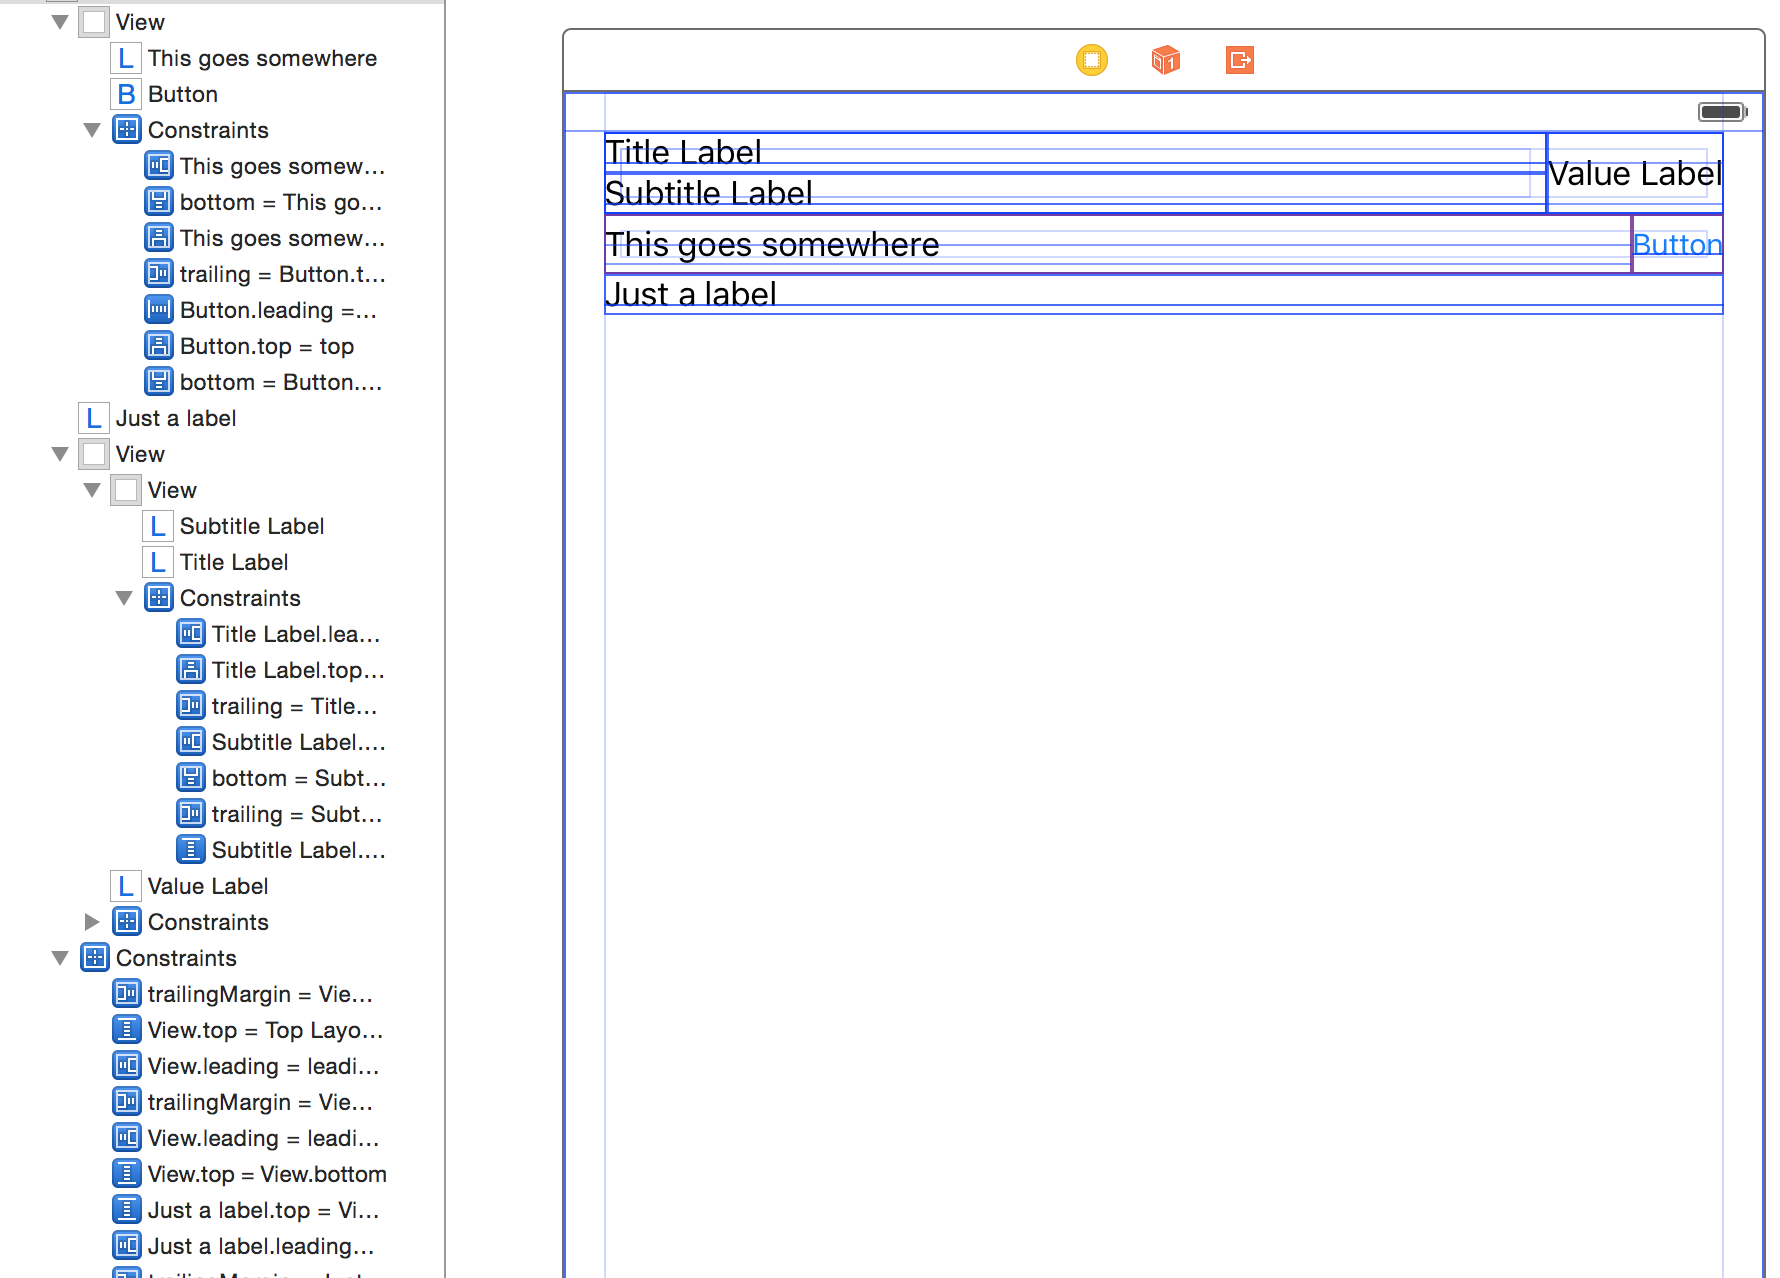 View
This goes somewhere
Button
Constraints
This goes somew...
bottom = This go...
This goes somew...
trailing = Button.t...
Button.leading =...
Button.top = top
bottom = Button....
Just a label
View
View
Subtitle Label
Title Label
Constraints
Title Label.lea...
Title Label.top...
trailing = Title...
Subtitle Label....
bottom = Subt...
trailing = Subt...
Subtitle Label....
Value Label
Constraints
Constraints
trailingMargin = Vie...
View.top = Top Layo...
View.leading = leadi...
trailingMargin = Vie...
View.leading = leadi...
View.top = View.bottom
Just a label.top = Vi...
Just a label.leading...
Title Label
Subtitle Label
Value Label
This goes somewhere
Button
Just a label